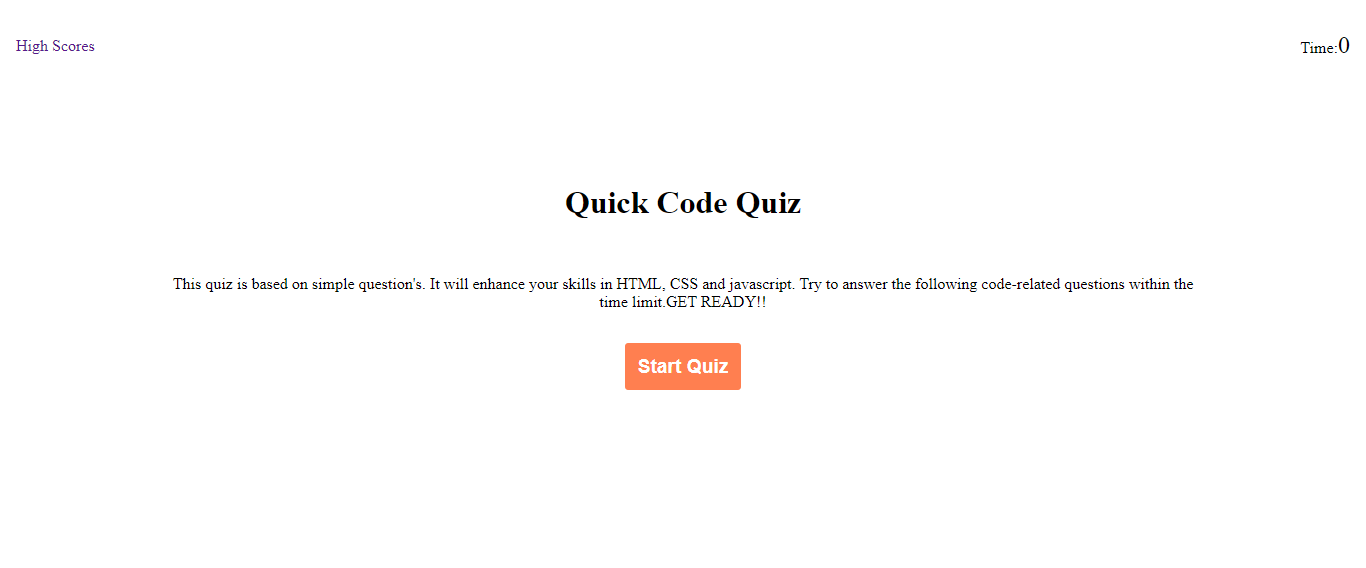 High Scores
Time:0
Quick Code Quiz
This quiz is based on simple question's. It will enhance your skills in HTML, CSS and javascript. Try to answer the following code-related questions within the
time limit.GET READY!!
Start Quiz